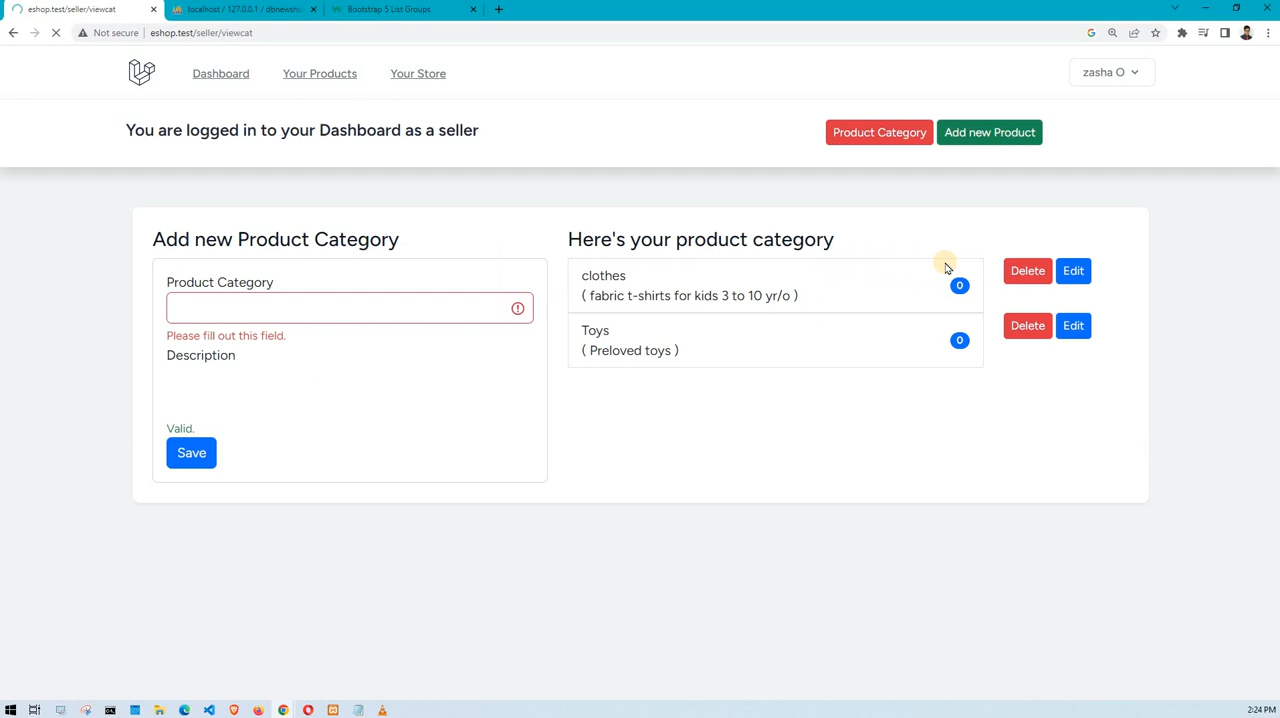 eshop.test/seller/viewcat
localhost / 127.0.0.1 / dbnewsho
Bootstrap 5 List Groups
Not secure
eshop.test/seller/viewcat
Dashboard
Your Products
Your Store
zasha O
You are logged in to your Dashboard as a seller
Product Category
Add new Product
Add new Product Category
Product Category
Please fill out this field.
Description
Valid.
Save
Here's your product category
clothes
( fabric t-shirts for kids 3 to 10 yr/o )
0
Delete
Edit
Toys
( Preloved toys )
0
Delete
Edit
2:24 PM